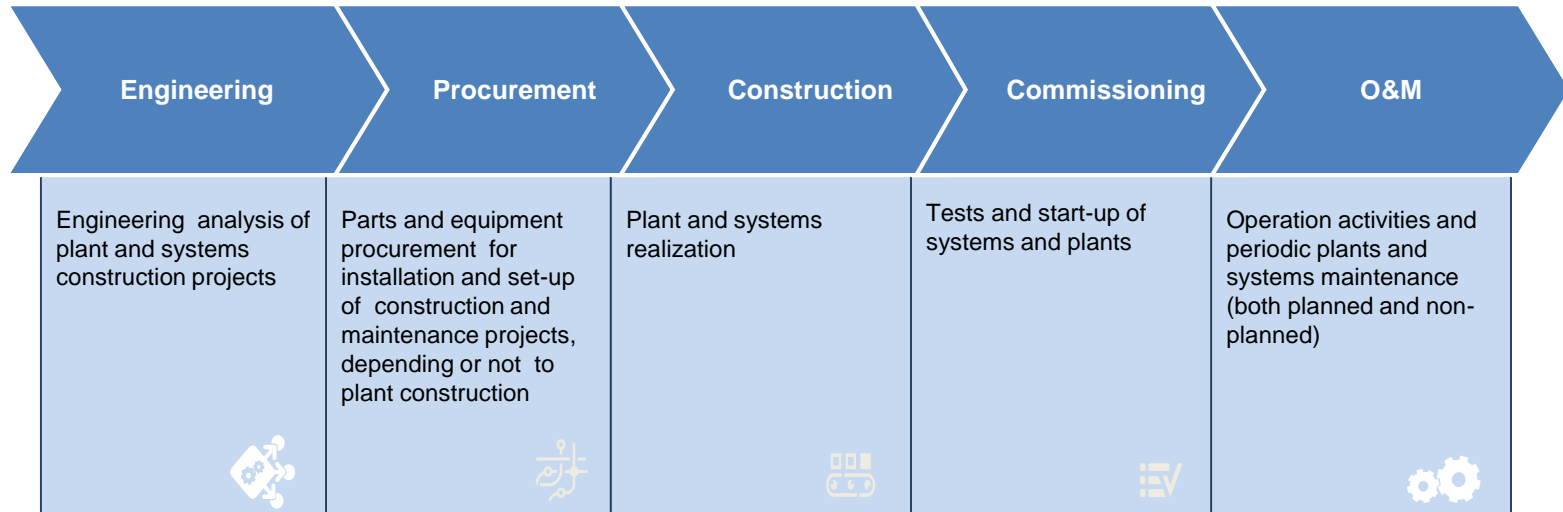 Engineering
Procurement
Construction
Commissioning
O&M
Engineering analysis of
plant and systems
construction projects
Parts and equipment
procurement for
installation and set-up
of construction and
maintenance projects,
depending or not to
plant construction
Plant and systems
realization
Tests and start-up of
systems and plants
Operation activities and
periodic plants and
systems maintenance
(both planned and non-
planned)